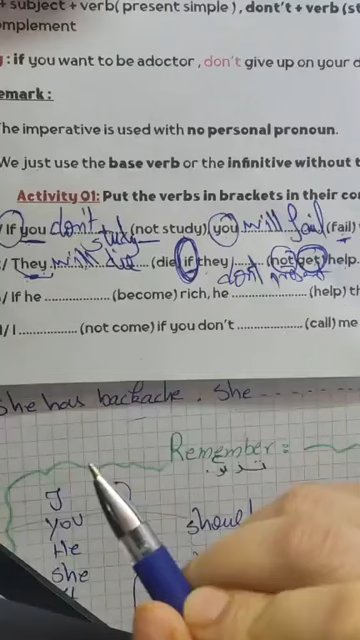 + subject + verb( present simple) , dont't + verb (st
omplement
: if you want to be adoctor , don't give up on your d
emark :
he imperative is used with no personal pronoun.
We just use the base verb or the infinitive without t
Activity 01: Put the verbs in brackets in their co
If you don't study (not study) you will fail (fail)
They will die (die) if they don't (not get) help.
/ If he .................. (become) rich, he .................. (help) th
/ I .................. (not come) if you don't .................. (call) me
She has backache . She
Remember :
I
you
He
she